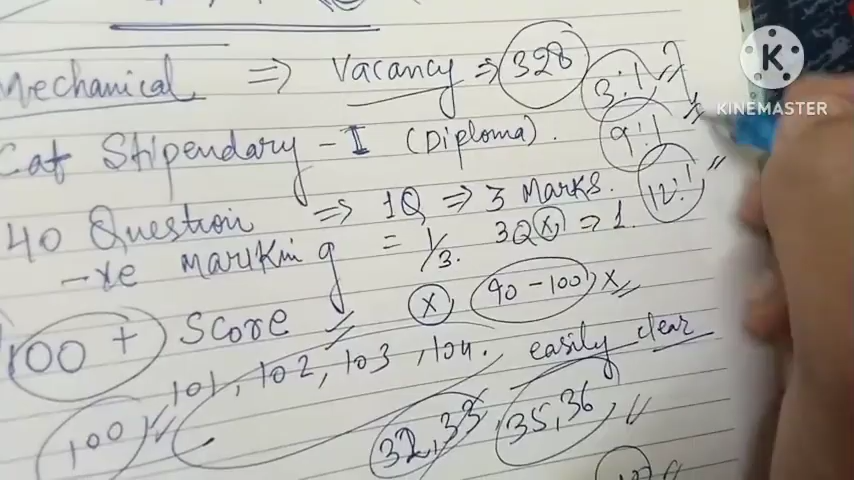 Mechanical ⇒ Vacancy ⇒ 328 3:1
K
KINEMASTER
Cat Stipendary - I (Diploma). 9:1
40 Question ⇒ 1Q ⇒ 3 Marks. 12:1
-ve marking = 1/3. 3Q(x) ⇒ 1.
100+ Score (x), 90-100, x
101, 102, 103, 104. easily clear
100 32,33, 35,36,